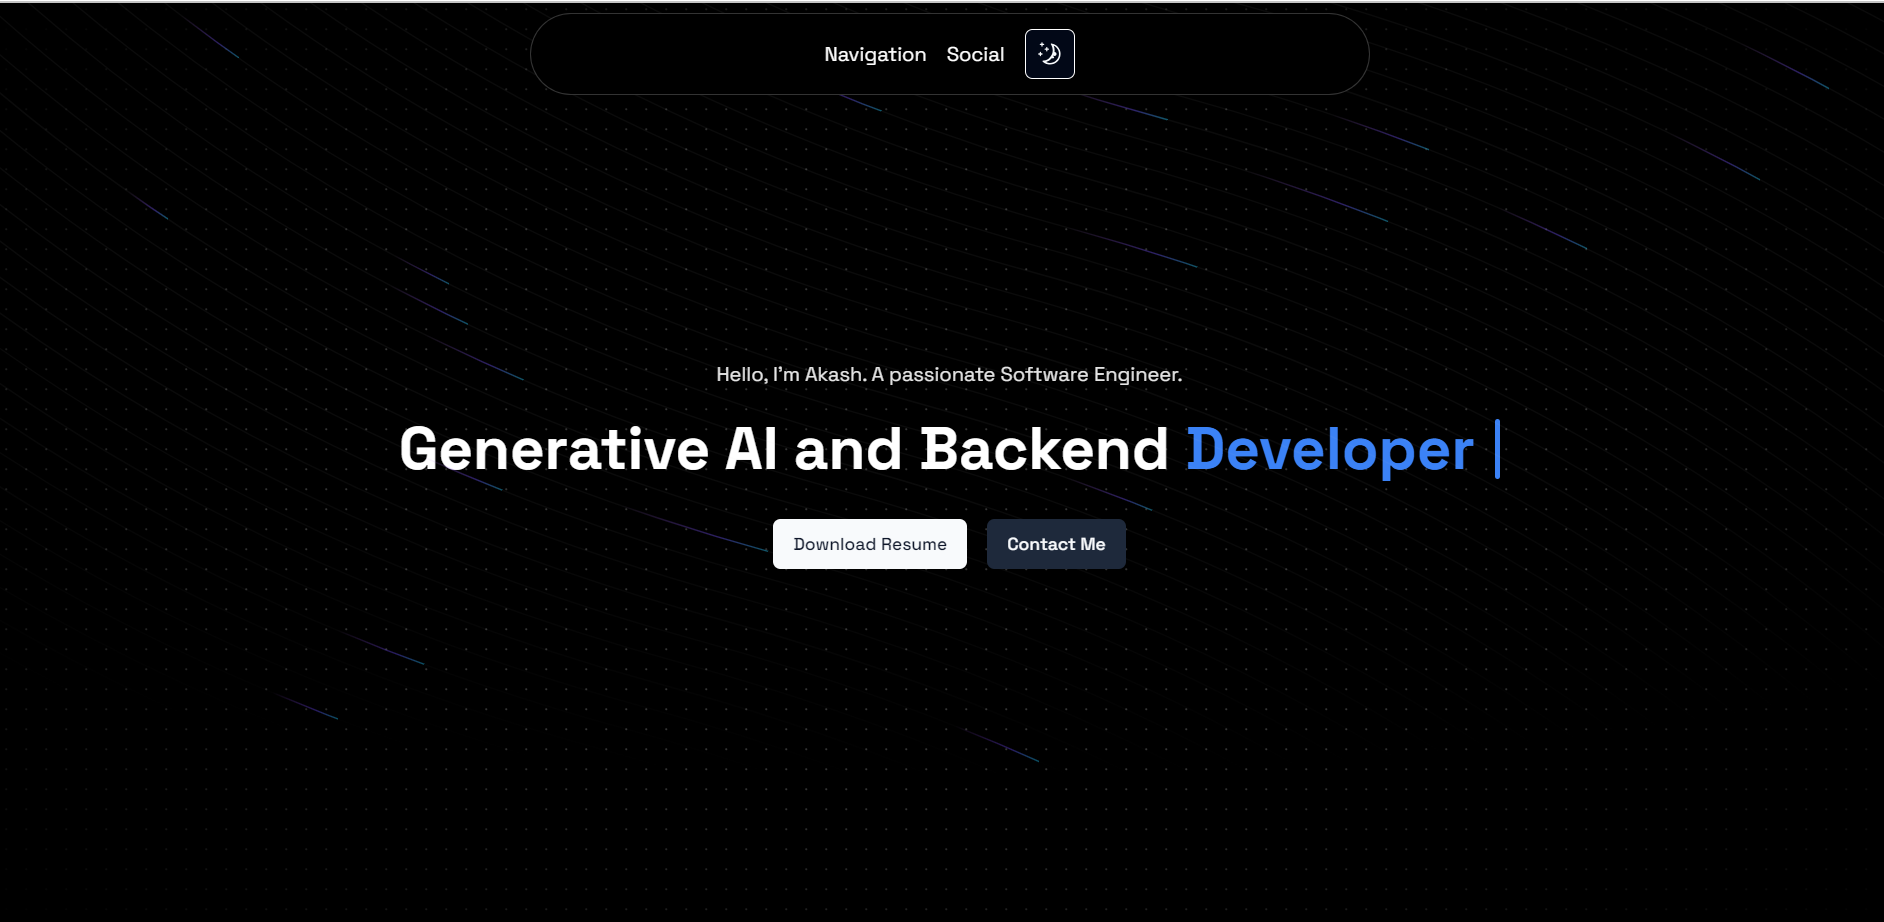 Navigation Social
Hello, I'm Akash. A passionate Software Engineer.
Generative AI and Backend Developer
Download Resume Contact Me